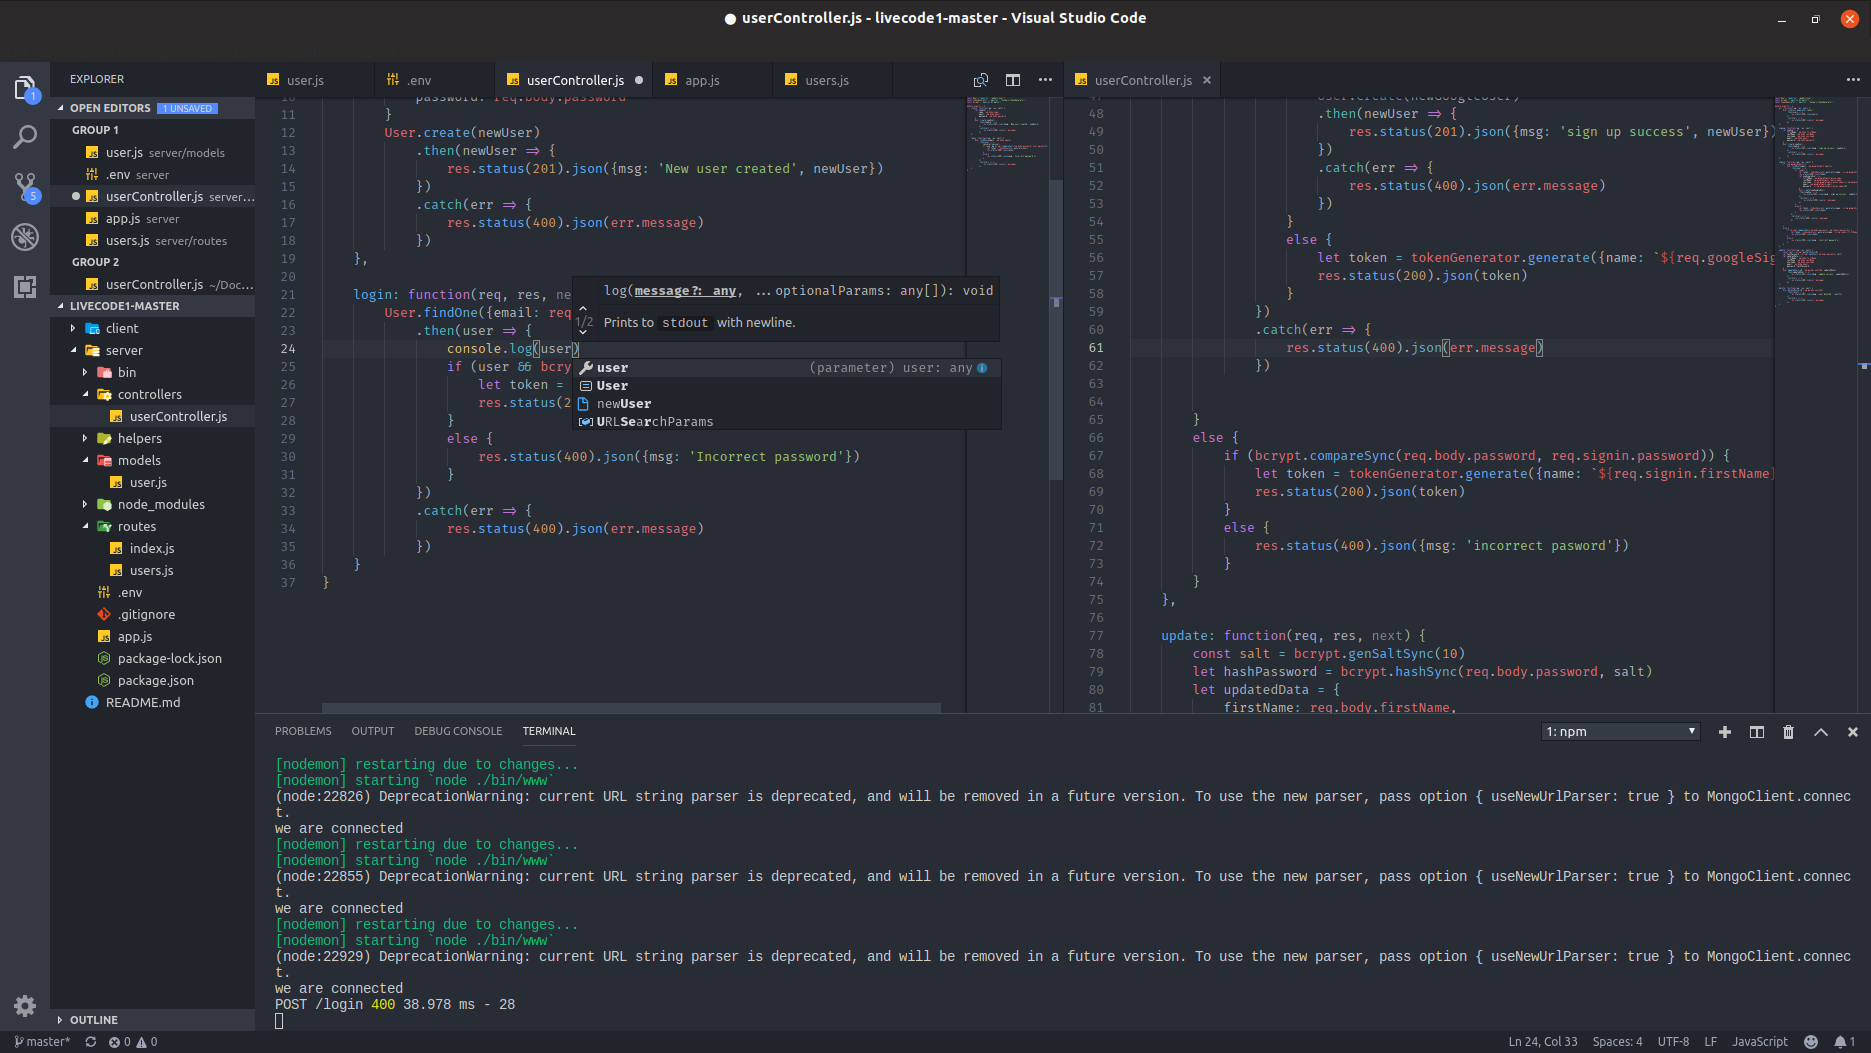 ● userController.js - livecode1-master - Visual Studio Code
EXPLORER
OPEN EDITORS 1 UNSAVED
GROUP 1
user.js server/models
.env server
userController.js server...
app.js server
users.js server/routes
GROUP 2
userController.js ~/Doc...
LIVECODE1-MASTER
client
server
bin
controllers
userController.js
helpers
models
user.js
node_modules
routes
index.js
users.js
.env
.gitignore
app.js
package-lock.json
package.json
README.md
OUTLINE
1
5
user.js
.env
userController.js
app.js
users.js
10 password: req.body.password
11 }
12 User.create(newUser)
13 .then(newUser => {
14 res.status(201).json({msg: 'New user created', newUser})
15 })
16 .catch(err => {
17 res.status(400).json(err.message)
18 })
19 },
20
21 login: function(req, res, ne
22 User.findOne({email: req
23 .then(user => {
24 console.log(user)
25 if (user && bcry
26 let token =
27 res.status(2
28 }
29 else {
30 res.status(400).json({msg: 'Incorrect password'})
31 }
32 })
33 .catch(err => {
34 res.status(400).json(err.message)
35 })
36 }
37 }
log(message?: any, ...optionalParams: any[]): void
1/2 Prints to stdout with newline.
user (parameter) user: any
User
newUser
URLSearchParams
userController.js
47 User.create(newGoogleUser)
48 .then(newUser => {
49 res.status(201).json({msg: 'sign up success', newUser})
50 })
51 .catch(err => {
52 res.status(400).json(err.message)
53 })
54 }
55 else {
56 let token = tokenGenerator.generate({name: `${req.googleSig
57 res.status(200).json(token)
58 }
59 })
60 .catch(err => {
61 res.status(400).json(err.message)
62 })
63
64
65 }
66 else {
67 if (bcrypt.compareSync(req.body.password, req.signin.password)) {
68 let token = tokenGenerator.generate({name: `${req.signin.firstName}
69 res.status(200).json(token)
70 }
71 else {
72 res.status(400).json({msg: 'incorrect pasword'})
73 }
74 }
75 },
76
77 update: function(req, res, next) {
78 const salt = bcrypt.genSaltSync(10)
79 let hashPassword = bcrypt.hashSync(req.body.password, salt)
80 let updatedData = {
81 firstName: req.body.firstName,
PROBLEMS OUTPUT DEBUG CONSOLE TERMINAL 1: npm
[nodemon] restarting due to changes...
[nodemon] starting `node ./bin/www`
(node:22826) DeprecationWarning: current URL string parser is deprecated, and will be removed in a future version. To use the new parser, pass option { useNewUrlParser: true } to MongoClient.connec
t.
we are connected
[nodemon] restarting due to changes...
[nodemon] starting `node ./bin/www`
(node:22855) DeprecationWarning: current URL string parser is deprecated, and will be removed in a future version. To use the new parser, pass option { useNewUrlParser: true } to MongoClient.connec
t.
we are connected
[nodemon] restarting due to changes...
[nodemon] starting `node ./bin/www`
(node:22929) DeprecationWarning: current URL string parser is deprecated, and will be removed in a future version. To use the new parser, pass option { useNewUrlParser: true } to MongoClient.connec
t.
we are connected
POST /login 400 38.978 ms - 28
master* 0 0 Ln 24, Col 33 Spaces: 4 UTF-8 LF JavaScript 1